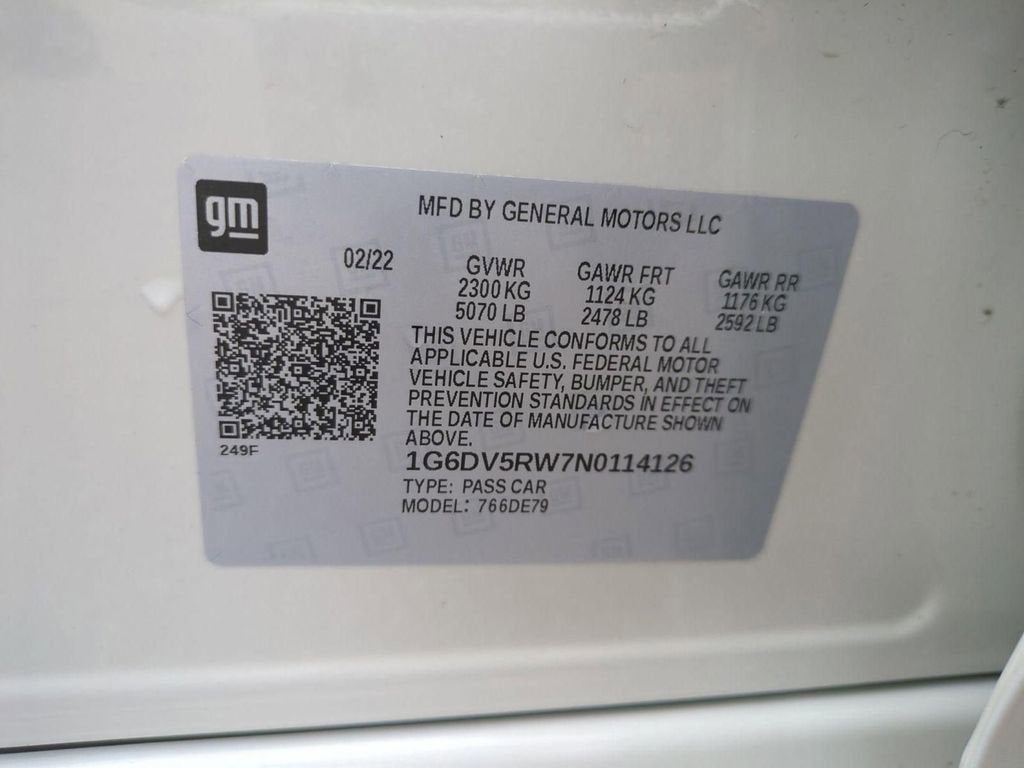 gm
MFD BY GENERAL MOTORS LLC
02/22
GVWR GAWR FRT GAWR RR
2300 KG 1124 KG 1176 KG
5070 LB 2478 LB 2592 LB
THIS VEHICLE CONFORMS TO ALL
APPLICABLE U.S. FEDERAL MOTOR
VEHICLE SAFETY, BUMPER, AND THEFT
PREVENTION STANDARDS IN EFFECT ON
THE DATE OF MANUFACTURE SHOWN
ABOVE.
249F
1G6DV5RW7N0114126
TYPE: PASS CAR
MODEL: 766DE79